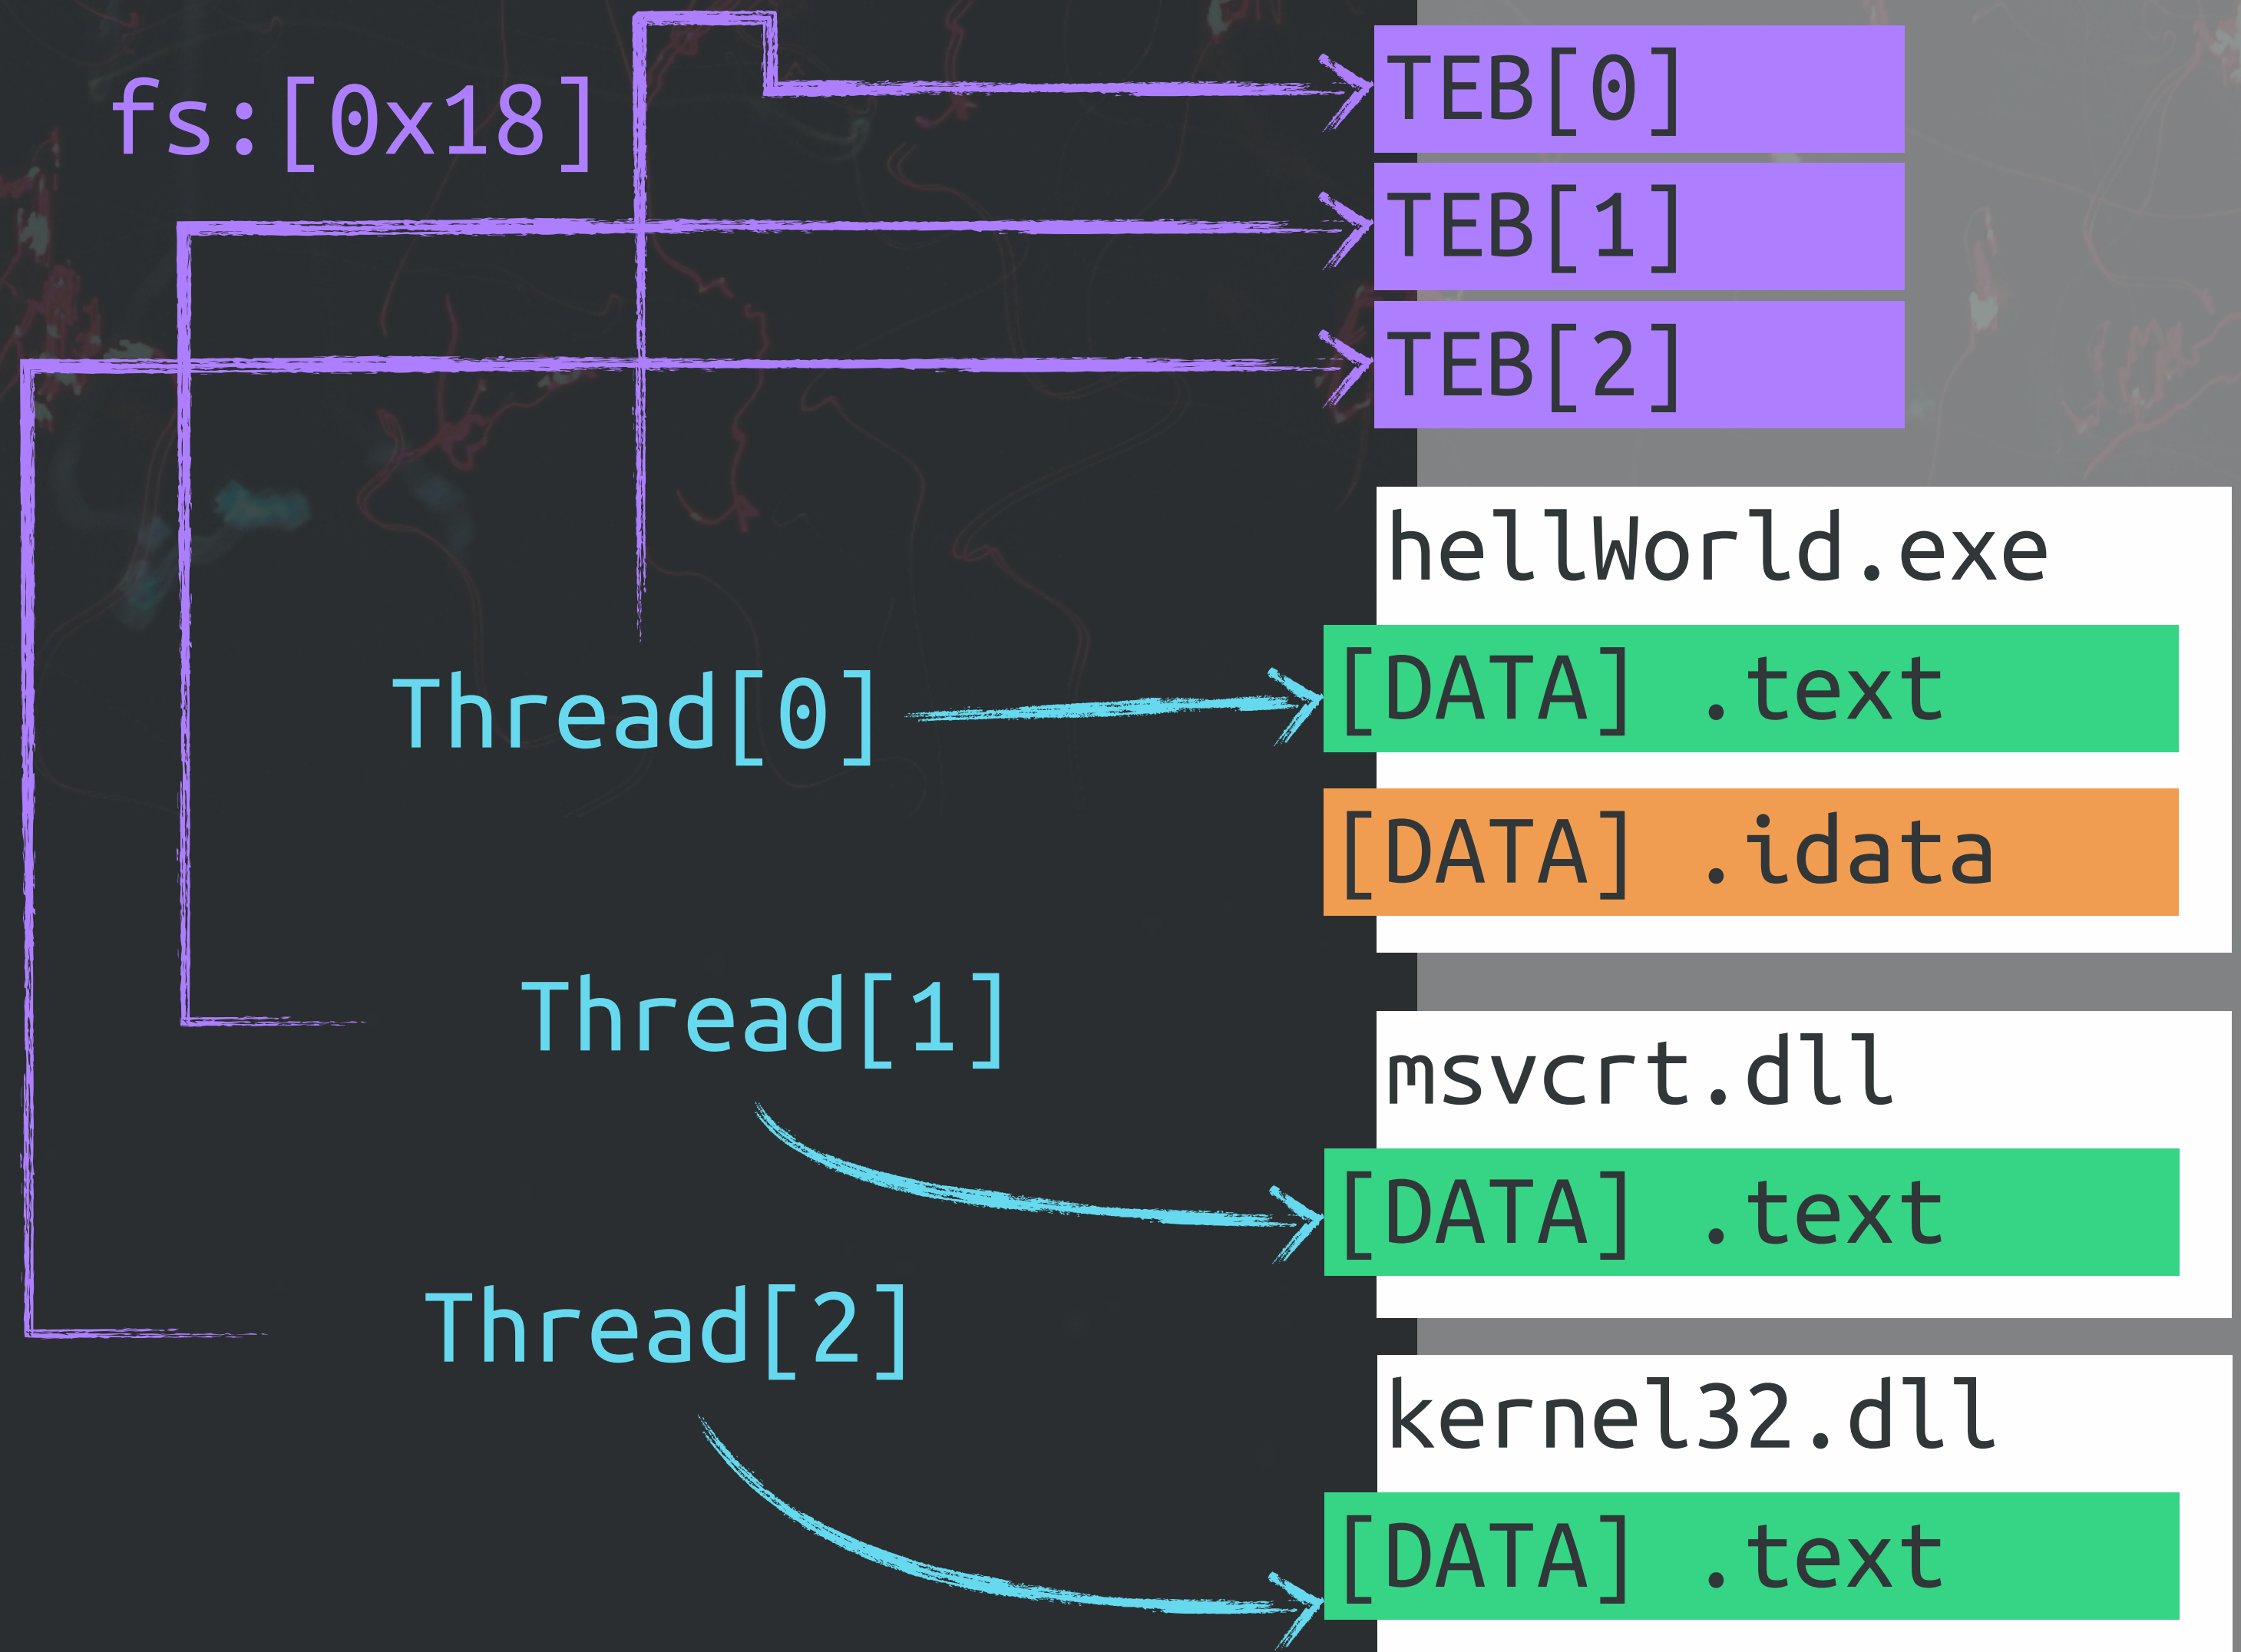 fs:[0x18]
TEB[0]
TEB[1]
TEB[2]
hellWorld.exe
Thread[0]
[DATA] .text
[DATA] .idata
Thread[1]
msvcrt.dll
[DATA] .text
Thread[2]
kernel32.dll
[DATA] .text